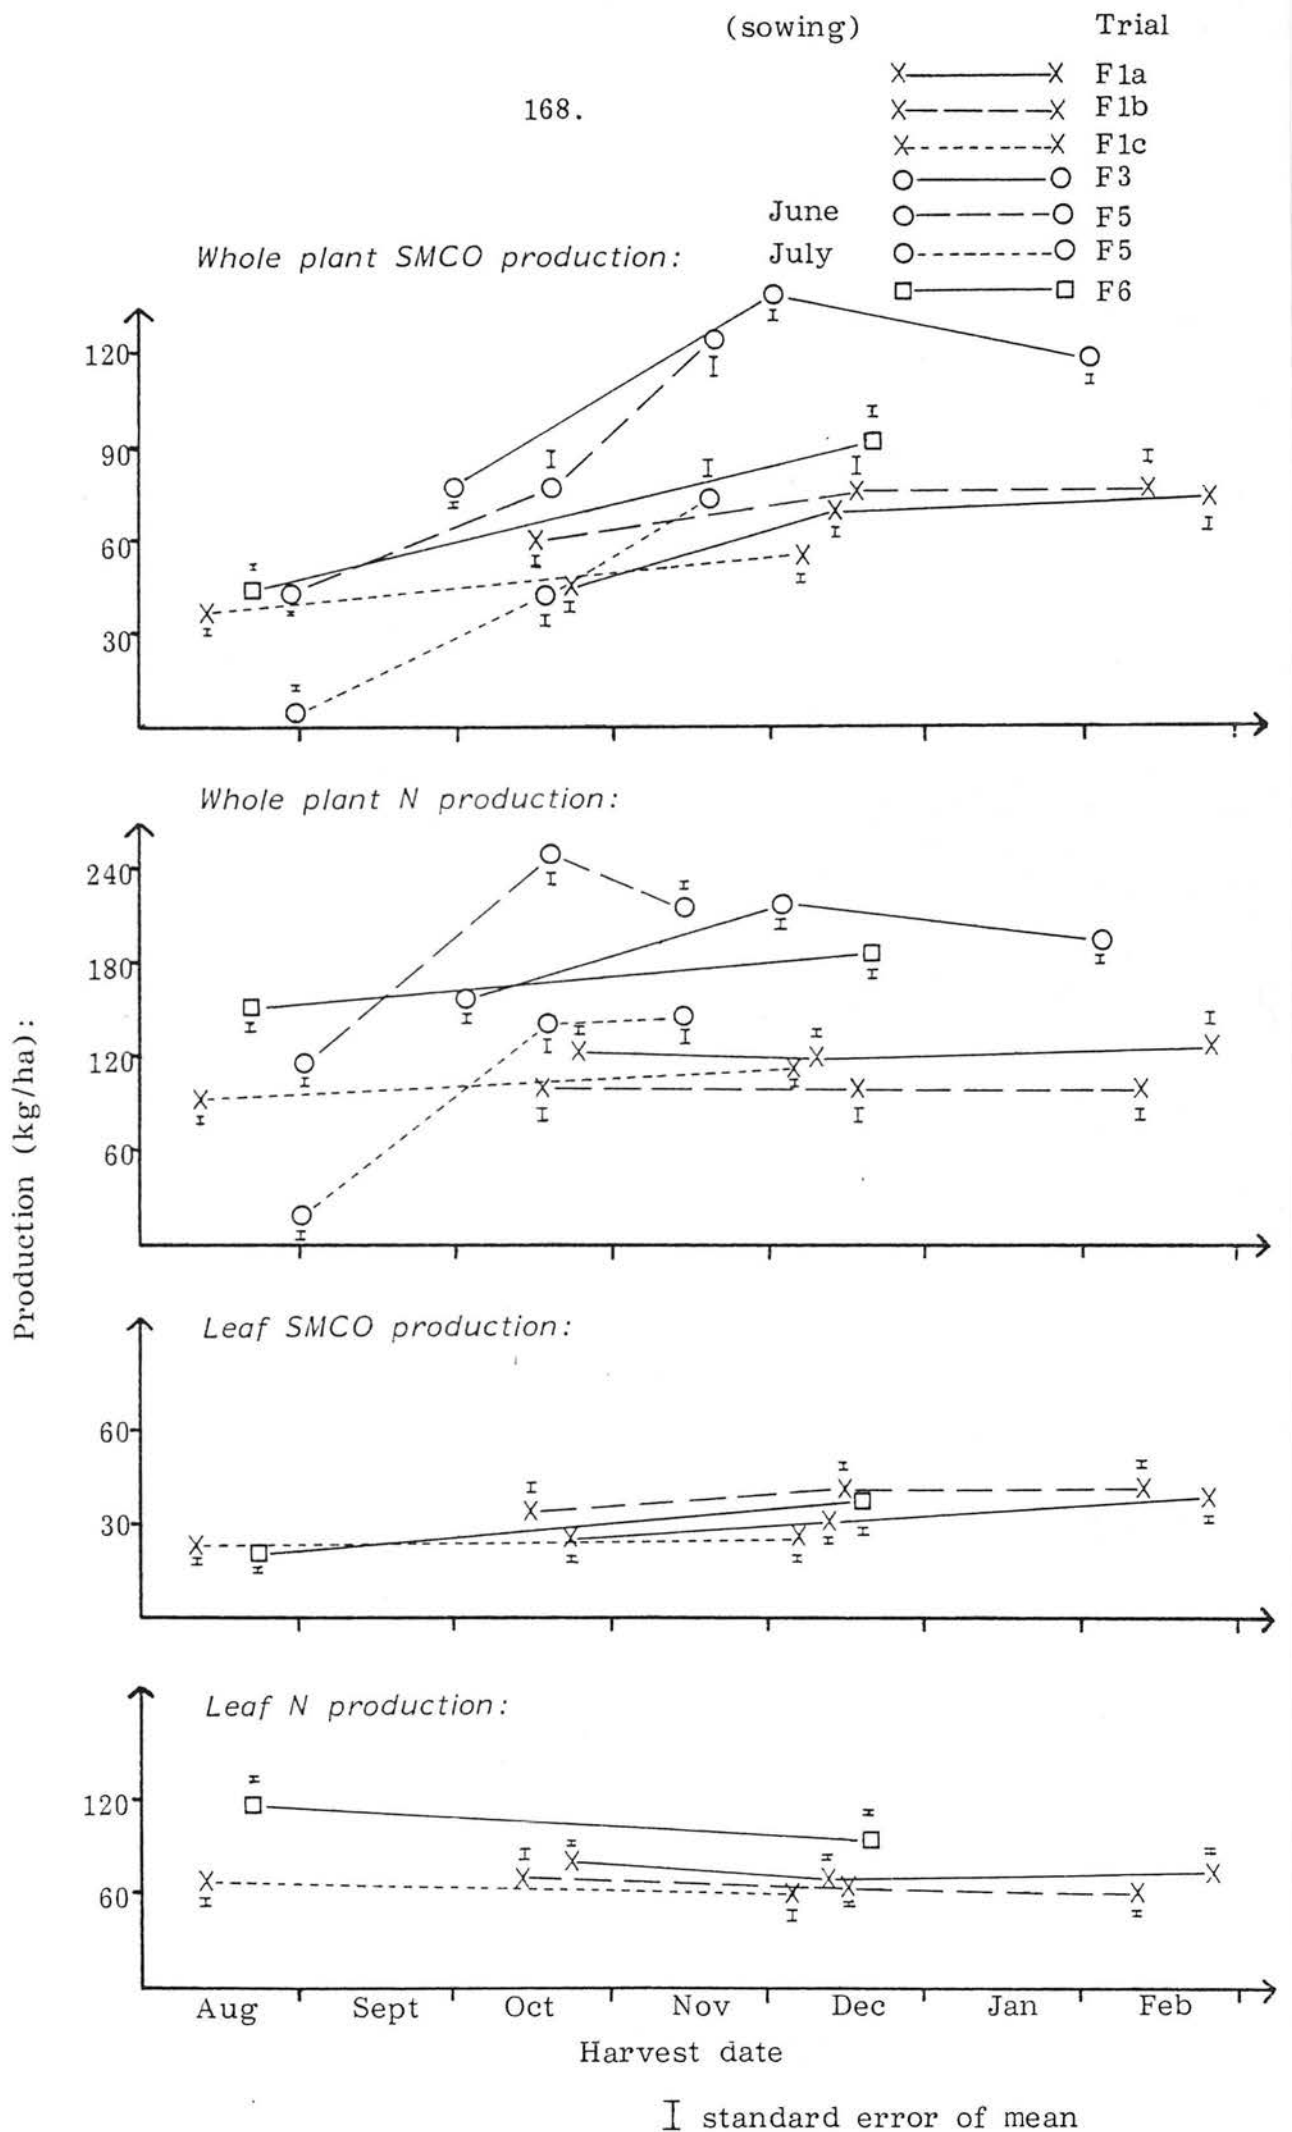 (sowing) Trial
F1a
168.
F1b
F1c
F3
June F5
Whole plant SMCO production: July F5
F6
120
90
60
30
Whole plant N production:
240
180
120
60
Production (kg/ha):
Leaf SMCO production:
60
30
Leaf N production:
120
60
Aug Sept Oct Nov Dec Jan Feb
Harvest date
I standard error of mean